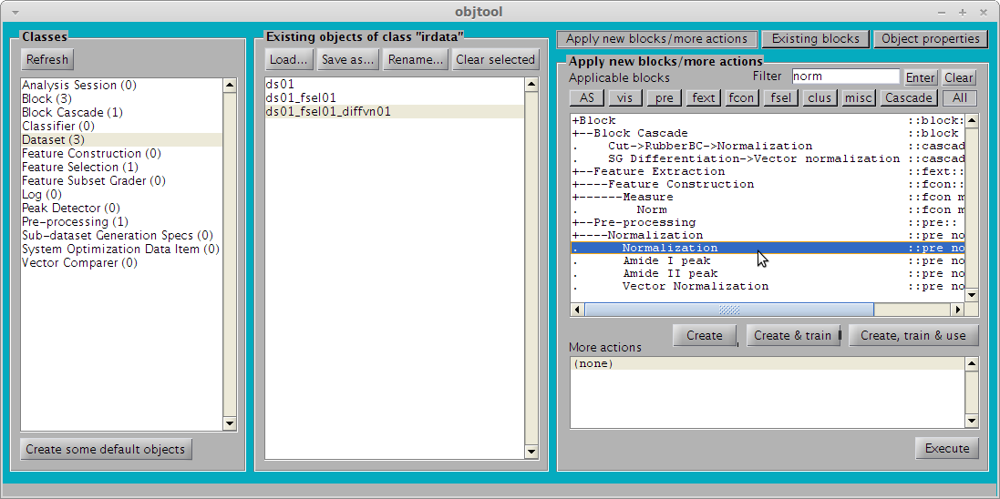 objtool
Classes
Refresh
Analysis Session (0)
Block (3)
Block Cascade (1)
Classifier (0)
Dataset (3)
Feature Construction (0)
Feature Selection (1)
Feature Subset Grader (0)
Log (0)
Peak Detector (0)
Pre-processing (1)
Sub-dataset Generation Specs (0)
System Optimization Data Item (0)
Vector Comparer (0)
Create some default objects
Existing objects of class "irdata"
Load... Save as... Rename... Clear selected
ds01
ds01_fsel01
ds01_fsel01_diffvn01
Apply new blocks/more actions Existing blocks Object properties
Apply new blocks/more actions
Applicable blocks Filter norm Enter Clear
AS vis pre fext fcon fsel clus misc Cascade All
+Block ::block:
+--Block Cascade ::block
. Cut->RubberBC->Normalization ::cascad
. SG Differentiation->Vector normalization ::cascad
+--Feature Extraction ::fext::
+----Feature Construction ::fcon::
+------Measure ::fcon m
. Norm ::fcon m
+--Pre-processing ::pre::
+----Normalization ::pre no
. Normalization ::pre no
. Amide I peak ::pre no
. Amide II peak ::pre no
. Vector Normalization ::pre no
Create Create & train Create, train & use
More actions
(none)
Execute